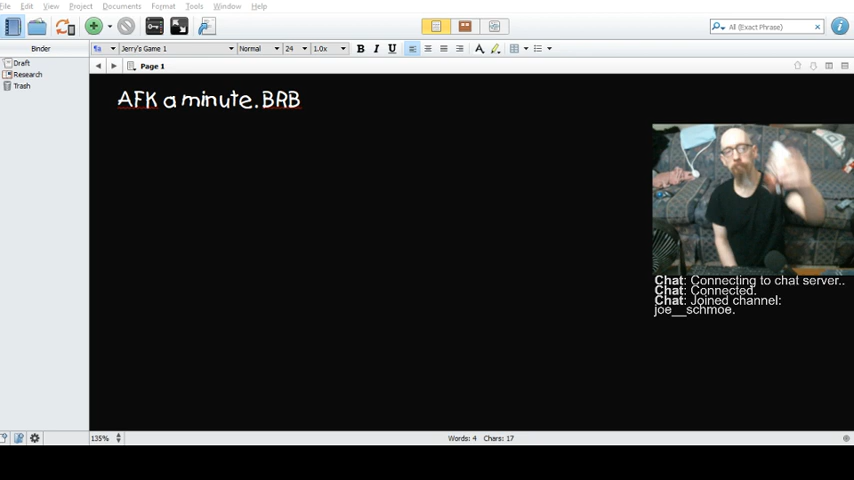 File Edit View Project Documents Format Tools Window Help
All (Exact Phrase)
Binder
Jerry's Game 1 Normal 24 1.0x B I U A
Draft
Research
Trash
Page 1
AFK a minute. BRB
Chat: Connecting to chat server..
Chat: Connected.
Chat: Joined channel:
joe__schmoe.
135%
Words: 4 Chars: 17